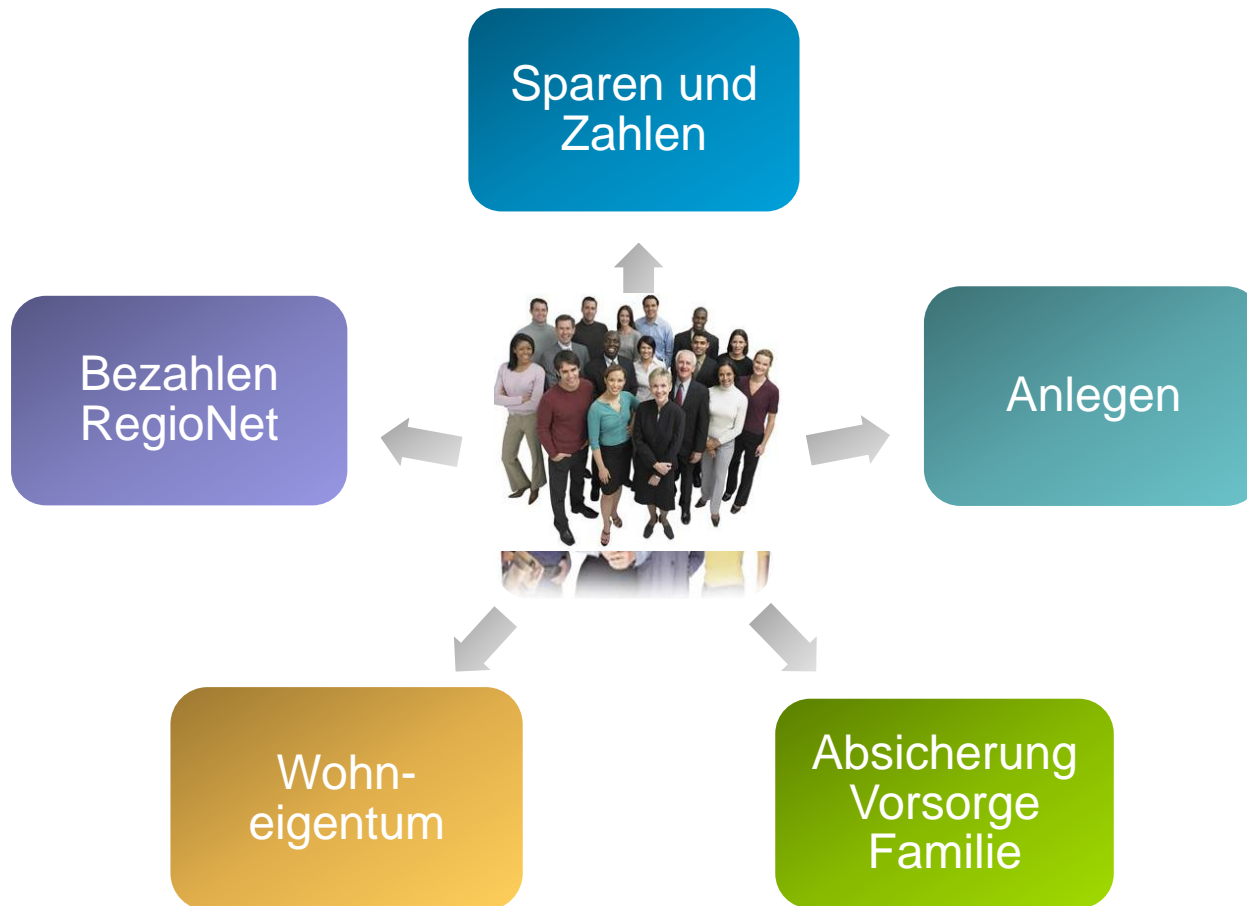 Sparen und
Zahlen
Bezahlen
RegioNet
Anlegen
Wohn-
eigentum
Absicherung
Vorsorge
Familie